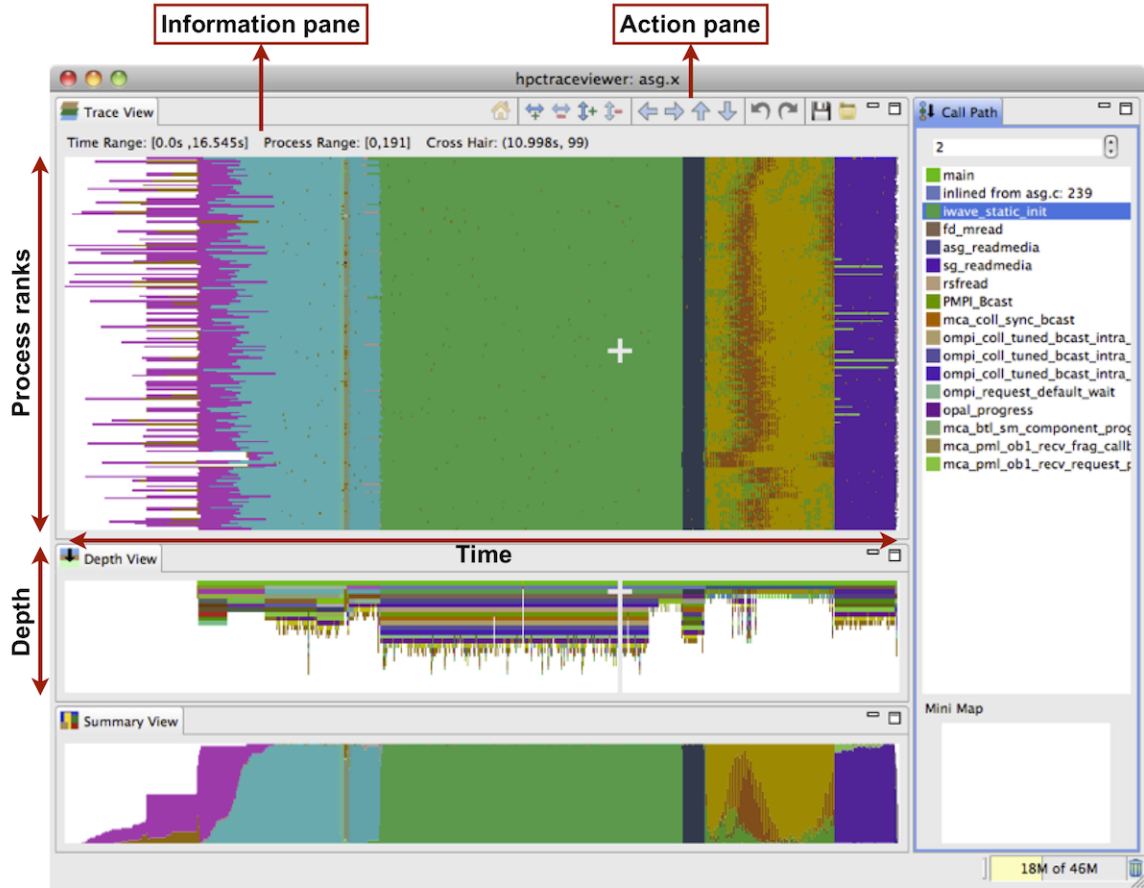 Information pane
Action pane
hpctraceviewer: asg.x
Trace View
Time Range: [0.0s ,16.545s] Process Range: [0,191] Cross Hair: (10.998s, 99)
Process ranks
Time
Depth View
Depth
Summary View
Call Path
2
main
inlined from asg.c: 239
iwave_static_init
fd_mread
asg_readmedia
sg_readmedia
rsfread
PMPI_Bcast
mca_coll_sync_bcast
ompi_coll_tuned_bcast_intra_
ompi_coll_tuned_bcast_intra_
ompi_coll_tuned_bcast_intra_
ompi_request_default_wait
opal_progress
mca_btl_sm_component_prog
mca_pml_ob1_recv_frag_callb
mca_pml_ob1_recv_request_p
Mini Map
18M of 46M